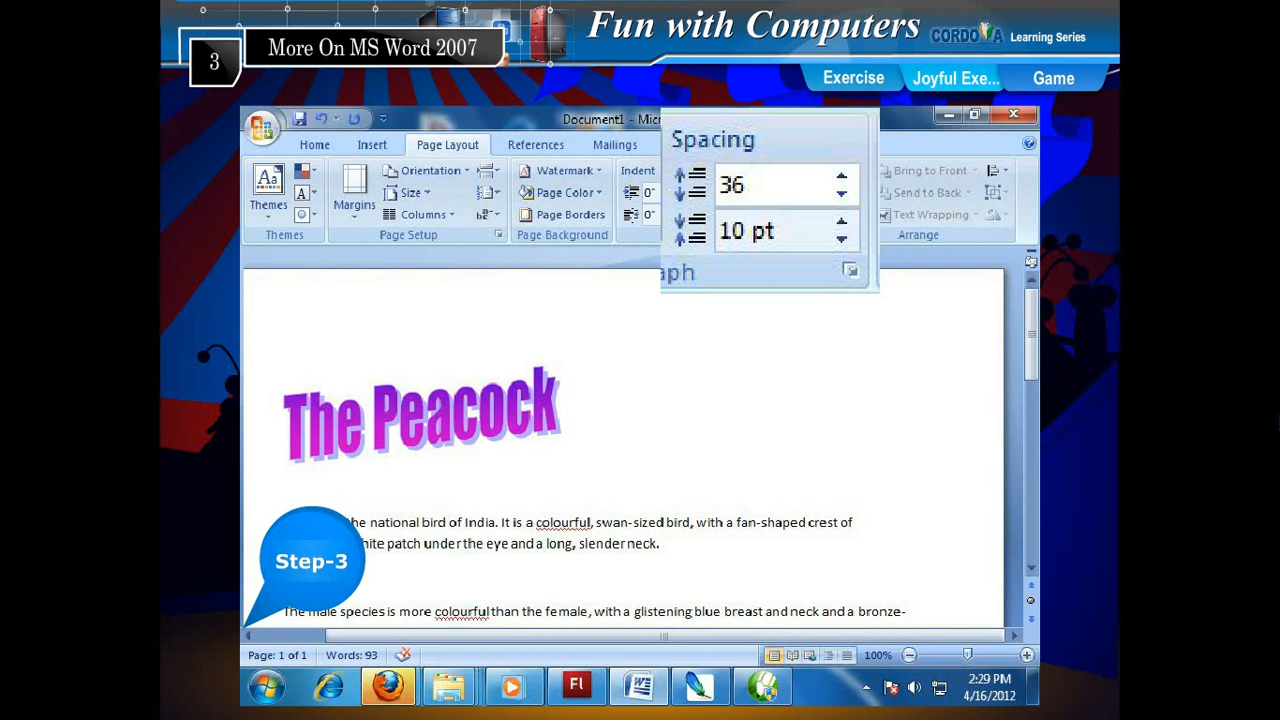 Fun with Computers
CORDOVA Learning Series
3
More On MS Word 2007
Exercise
Joyful Exe...
Game
Document1 - Mic
Home
Insert
Page Layout
References
Mailings
Themes
Themes
Margins
Orientation
Size
Columns
Page Setup
Watermark
Page Color
Page Borders
Page Background
Indent
0"
0"
Spacing
36
10 pt
aph
Bring to Front
Send to Back
Text Wrapping
Arrange
The Peacock
he national bird of India. It is a colourful, swan-sized bird, with a fan-shaped crest of
hite patch under the eye and a long, slender neck.
Step-3
The male species is more colourful than the female, with a glistening blue breast and neck and a bronze-
Page: 1 of 1
Words: 93
100%
Fl
2:29 PM
4/16/2012